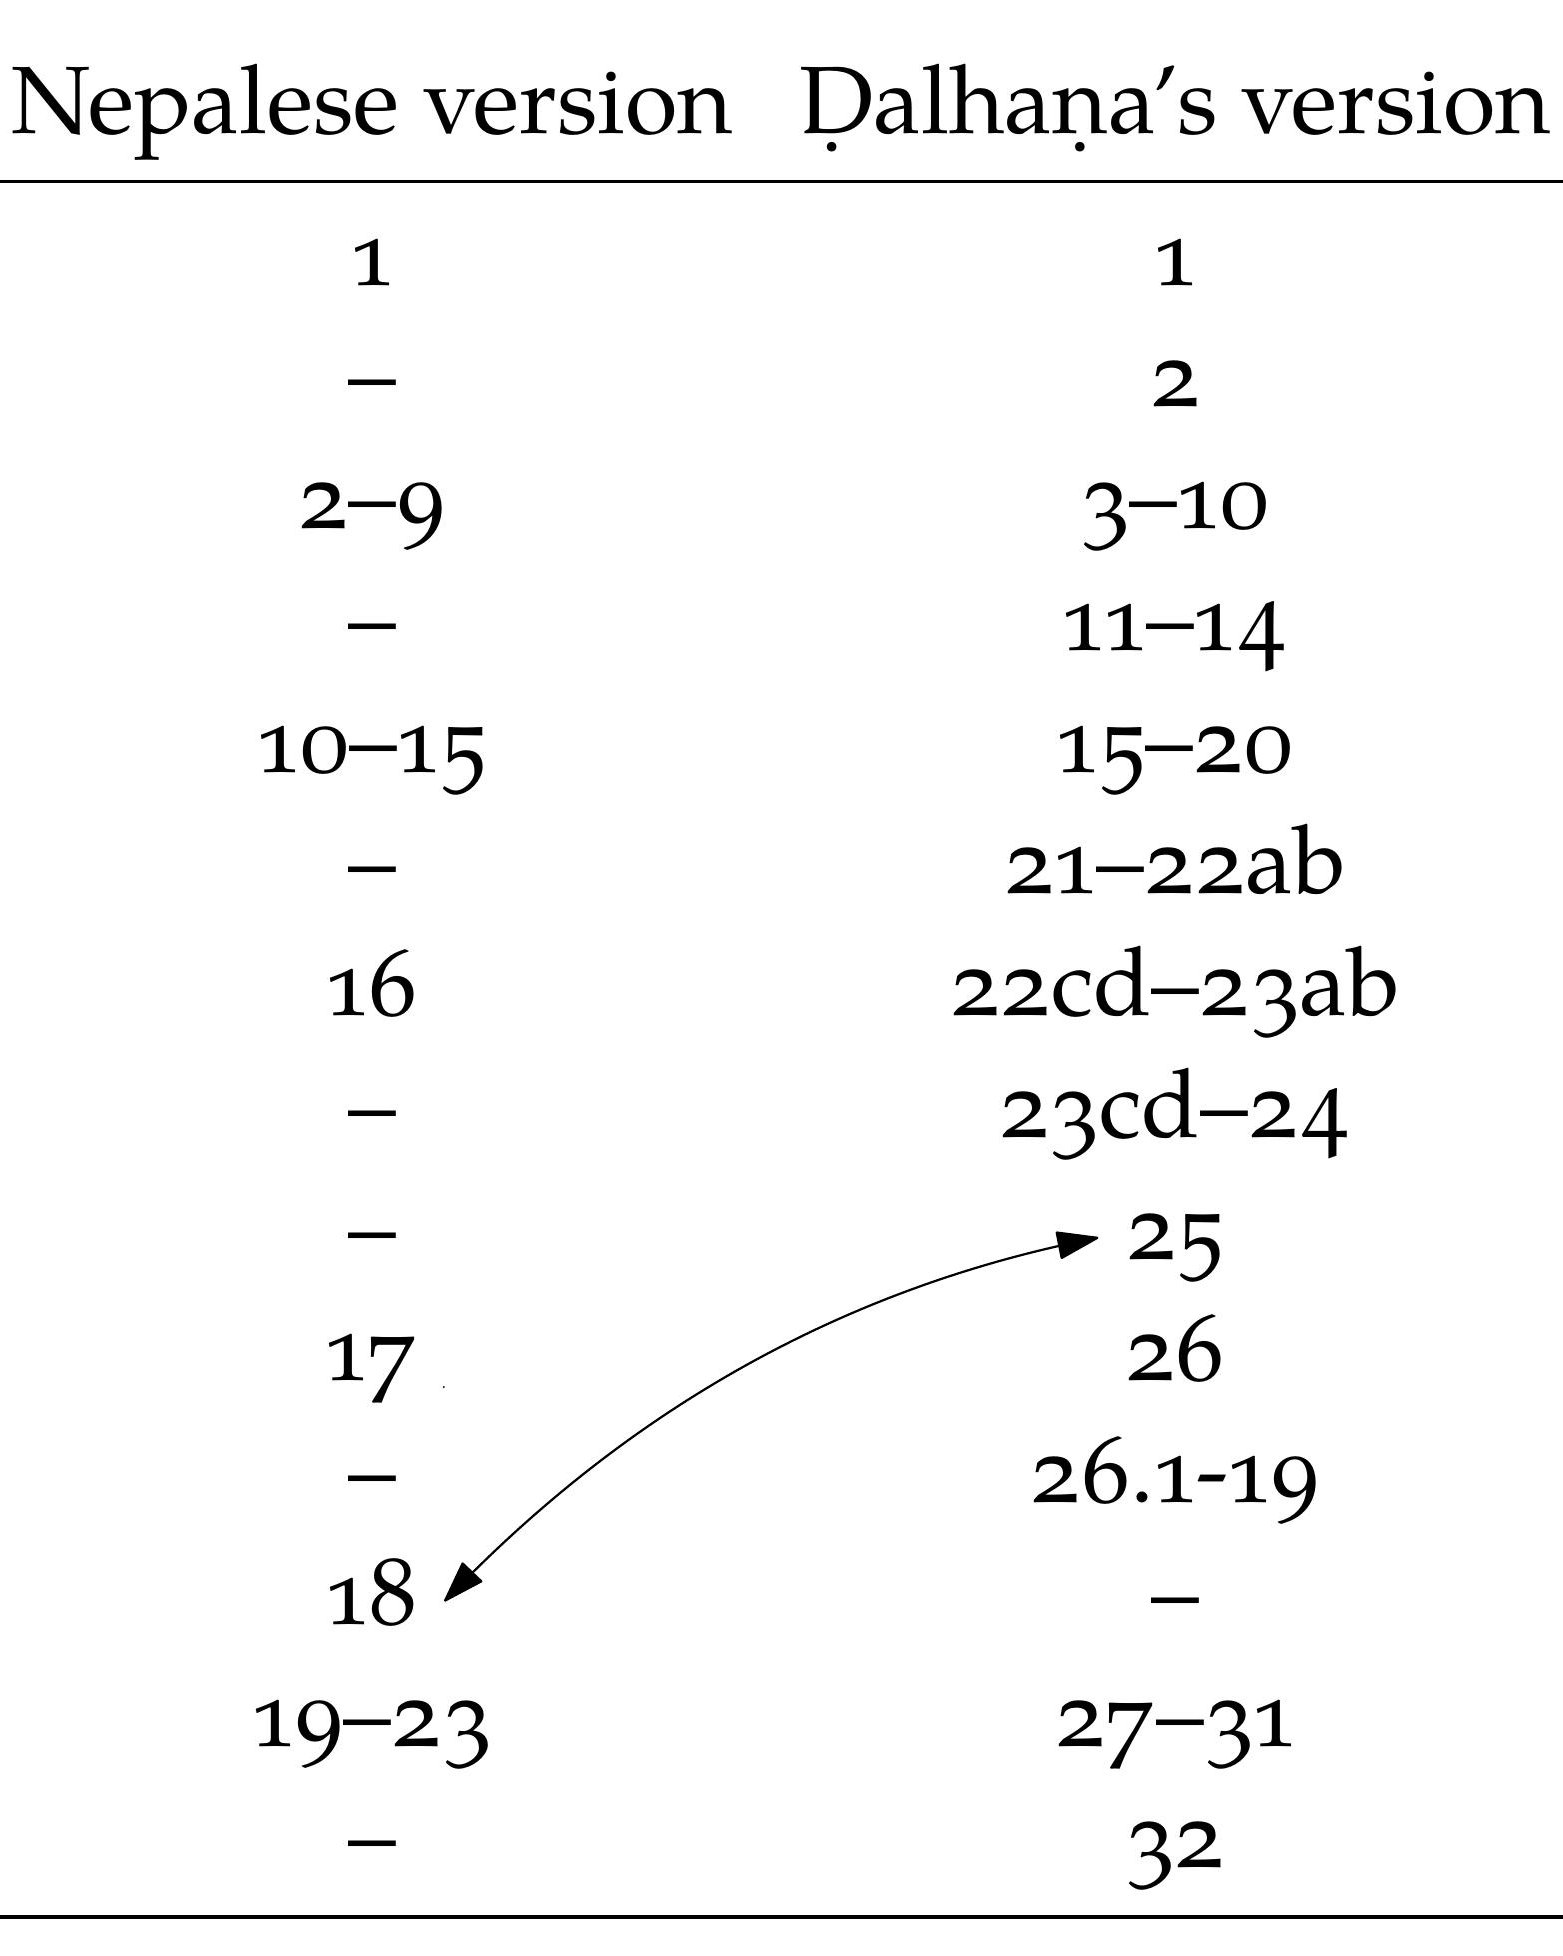 Nepalese version Ḍalhaṇa’s version
1 1
– 2
2–9 3–10
– 11–14
10–15 15–20
– 21–22ab
16 22cd–23ab
– 23cd–24
– 25
17 26
– 26.1-19
18 –
19–23 27–31
– 32